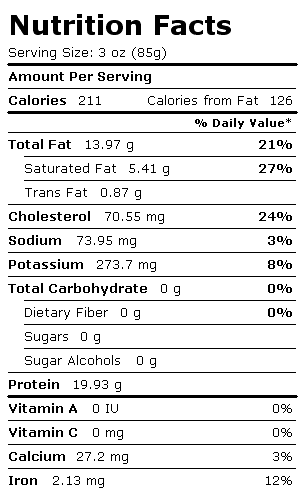 Nutrition Facts
Serving Size: 3 oz (85g)
Amount Per Serving
Calories 211 Calories from Fat 126
% Daily Value*
Total Fat 13.97 g 21%
Saturated Fat 5.41 g 27%
Trans Fat 0.87 g
Cholesterol 70.55 mg 24%
Sodium 73.95 mg 3%
Potassium 273.7 mg 8%
Total Carbohydrate 0 g 0%
Dietary Fiber 0 g 0%
Sugars 0 g
Sugar Alcohols 0 g
Protein 19.93 g
Vitamin A 0 IU 0%
Vitamin C 0 mg 0%
Calcium 27.2 mg 3%
Iron 2.13 mg 12%